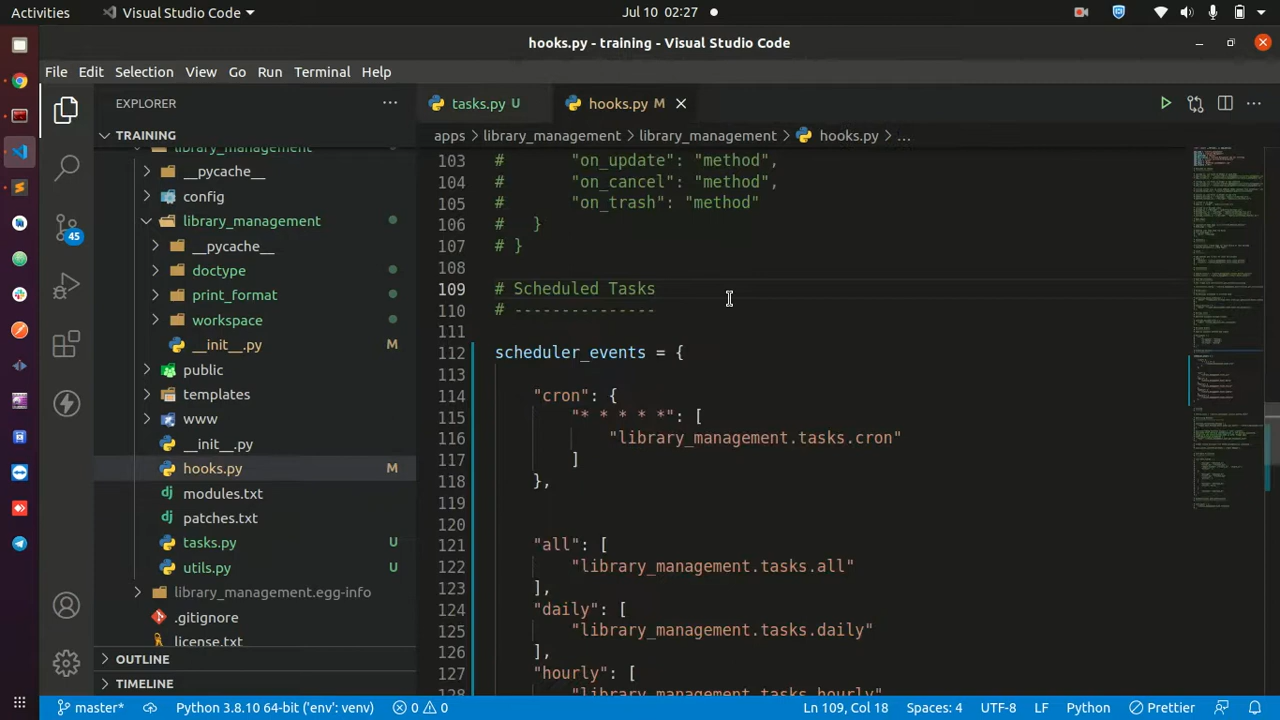 Activities
Visual Studio Code
Jul 10 02:27
hooks.py - training - Visual Studio Code
File Edit Selection View Go Run Terminal Help
EXPLORER
tasks.py U
hooks.py M
TRAINING
apps library_management library_management hooks.py ...
library_management
__pycache__
config
library_management
__pycache__
doctype
print_format
workspace
__init__.py M
public
templates
www
__init__.py
hooks.py M
modules.txt
patches.txt
tasks.py U
utils.py U
library_management.egg-info
.gitignore
license.txt
OUTLINE
TIMELINE
45
103 # "on_update": "method",
104 # "on_cancel": "method",
105 # "on_trash": "method"
106 # }
107 # }
108
109 # Scheduled Tasks
110 # ---------------
111
112 scheduler_events = {
113
114 "cron": {
115 "* * * * *": [
116 "library_management.tasks.cron"
117 ]
118 },
119
120
121 "all": [
122 "library_management.tasks.all"
123 ],
124 "daily": [
125 "library_management.tasks.daily"
126 ],
127 "hourly": [
128 "library_management.tasks.hourly"
master* Python 3.8.10 64-bit ('env': venv) 0 0 Ln 109, Col 18 Spaces: 4 UTF-8 LF Python Prettier